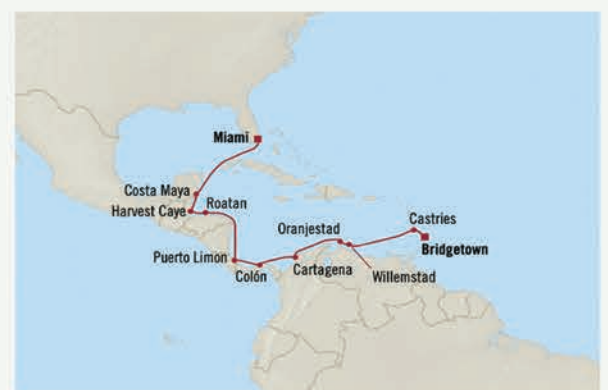 Miami
Costa Maya
Harvest Caye
Roatan
Puerto Limon
Colón
Cartagena
Oranjestad
Willemstad
Castries
Bridgetown